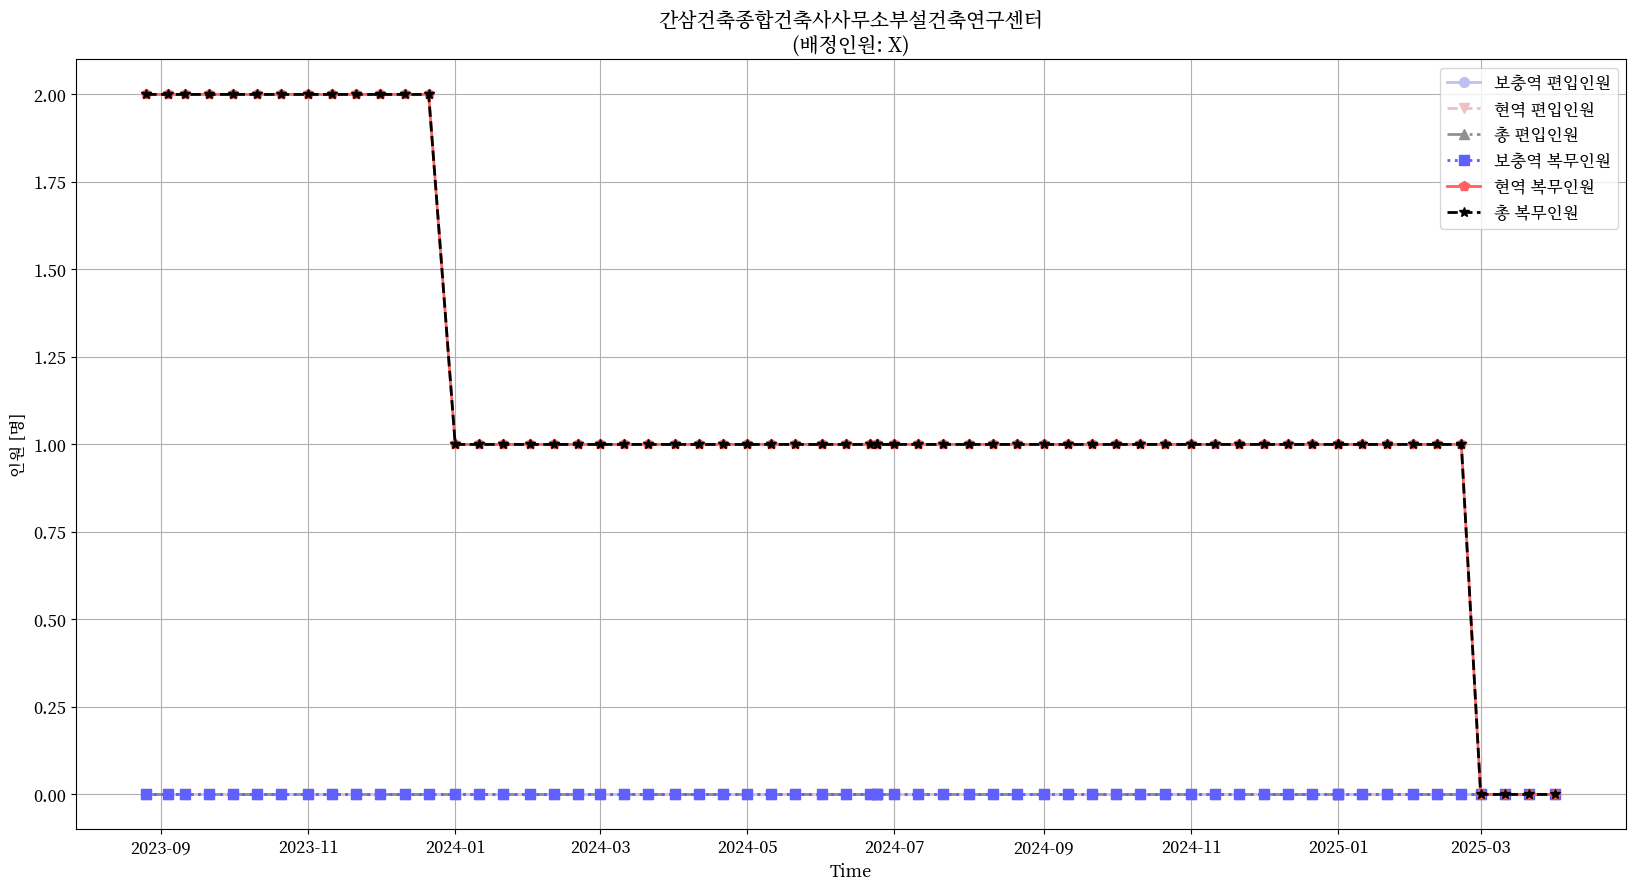 간삼건축종합건축사사무소부설건축연구센터
(배정인원: X)
보충역 편입인원
현역 편입인원
총 편입인원
보충역 복무인원
현역 복무인원
총 복무인원
인원 [명]
2.00
1.75
1.50
1.25
1.00
0.75
0.50
0.25
0.00
2023-09
2023-11
2024-01
2024-03
2024-05
2024-07
2024-09
2024-11
2025-01
2025-03
Time